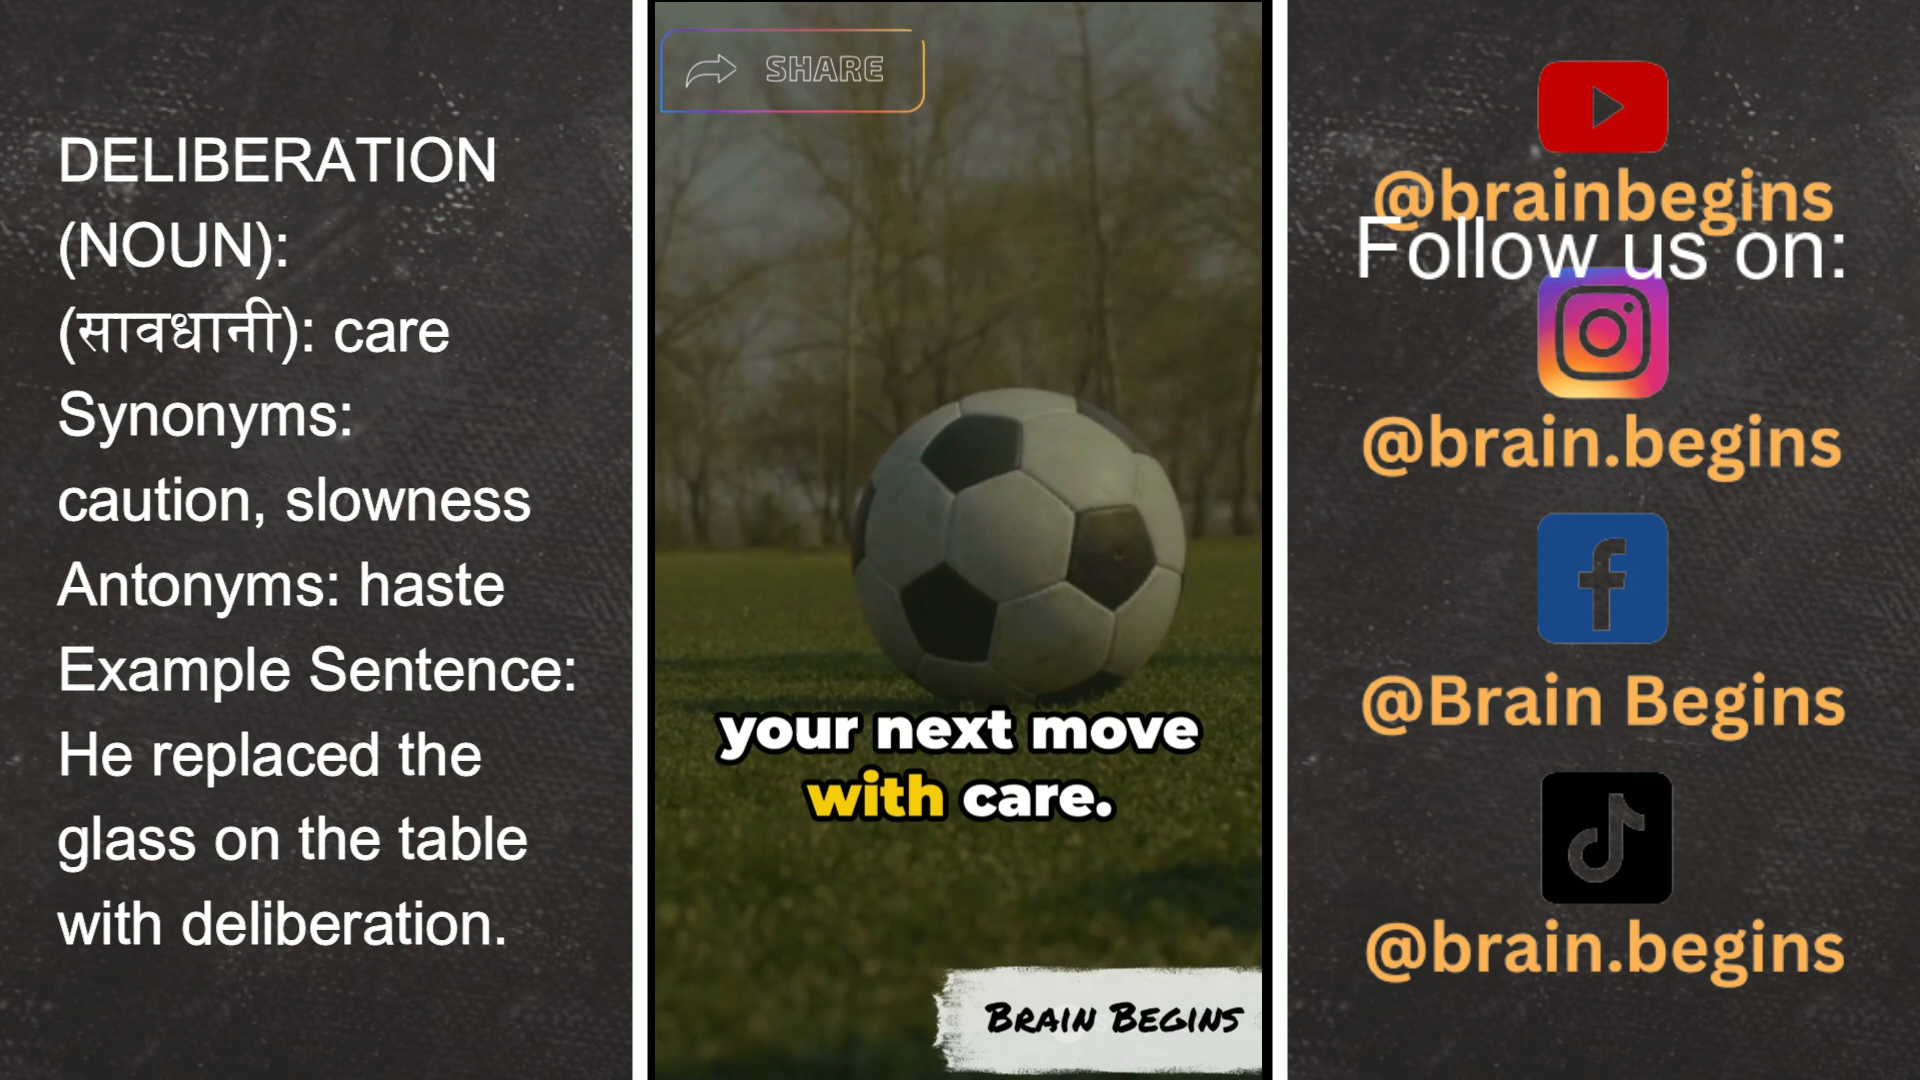 DELIBERATION
(NOUN):
(सावधानी): care
Synonyms:
caution, slowness
Antonyms: haste
Example Sentence:
He replaced the
glass on the table
with deliberation.
SHARE
your next move
with care.
BRAIN BEGINS
@brainbegins
Follow us on:
@brain.begins
@Brain Begins
@brain.begins